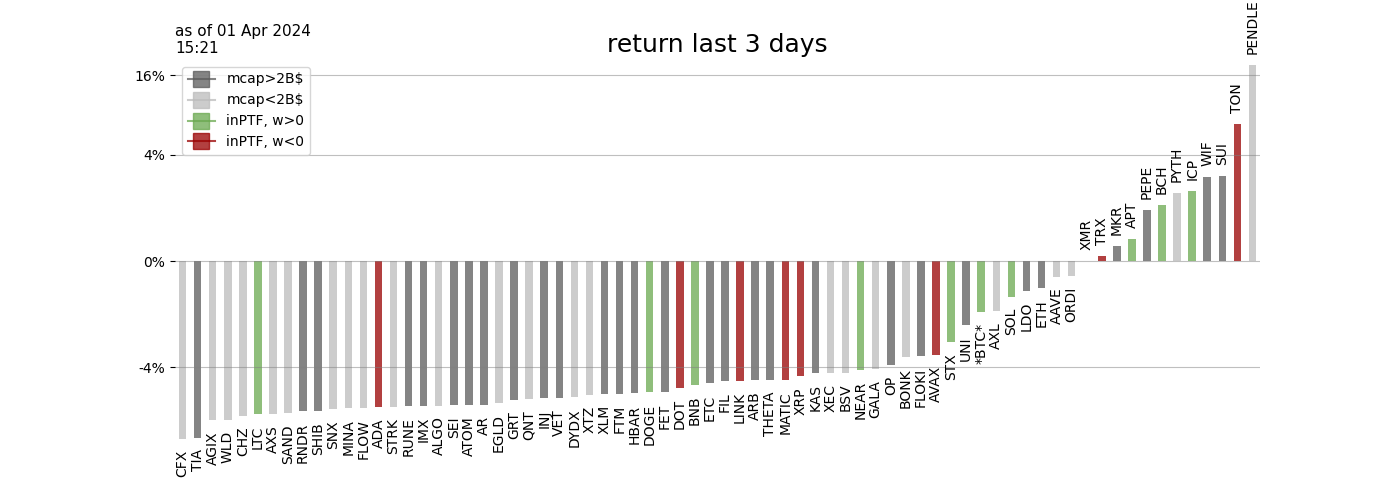 as of 01 Apr 2024
15:21
return last 3 days
PENDLE
16%
mcap>2B$
mcap<2B$
inPTF, w>0
inPTF, w<0
4%
0%
-4%
CFX
TIA
AGIX
WLD
CHZ
LTC
AXS
SAND
RNDR
SHIB
SNX
MINA
FLOW
ADA
STRK
RUNE
IMX
ALGO
SEI
ATOM
AR
EGLD
GRT
QNT
INJ
VET
DYDX
XTZ
XLM
FTM
HBAR
DOGE
FET
DOT
BNB
ETC
FIL
LINK
ARB
THETA
MATIC
XRP
KAS
XEC
BSV
NEAR
GALA
OP
BONK
FLOKI
AVAX
STX
UNI
*BTC*
AXL
SOL
LDO
ETH
AAVE
ORDI
XMR
TRX
MKR
APT
PEPE
BCH
PYTH
ICP
WIF
SUI
TON